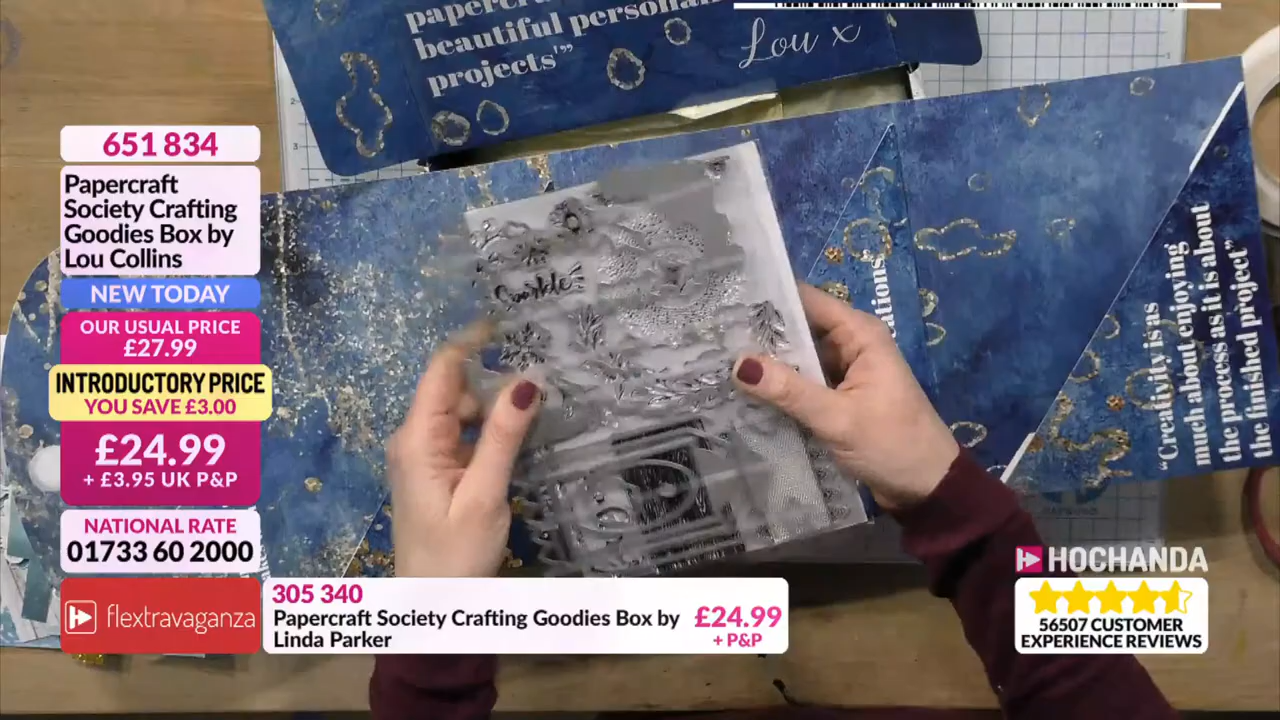 papercr
beautiful personal
projects'”
Lou x
651 834
Papercraft
Society Crafting
Goodies Box by
Lou Collins
NEW TODAY
OUR USUAL PRICE
£27.99
INTRODUCTORY PRICE
YOU SAVE £3.00
£24.99
+ £3.95 UK P&P
NATIONAL RATE
01733 60 2000
Sparkle
ations
“Creativity is as
much about enjoying
the process as it is about
the finished project”
flextravaganza
305 340
Papercraft Society Crafting Goodies Box by
Linda Parker
£24.99
+ P&P
HOCHANDA
56507 CUSTOMER
EXPERIENCE REVIEWS